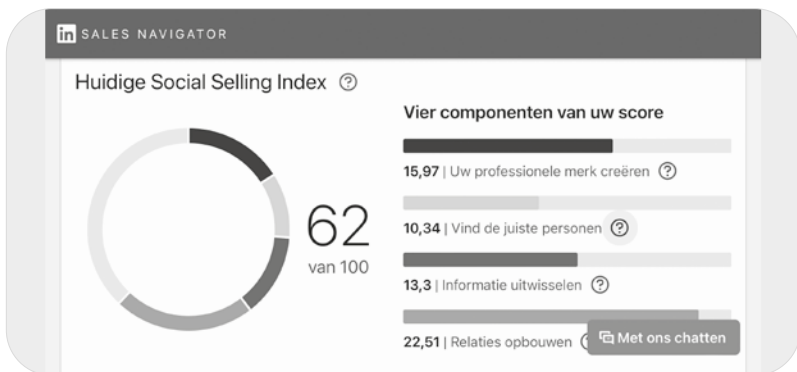 in SALES NAVIGATOR
Huidige Social Selling Index ?
Vier componenten van uw score
15,97 | Uw professionele merk creëren ?
10,34 | Vind de juiste personen ?
62
van 100
13,3 | Informatie uitwisselen ?
22,51 | Relaties opbouwen
Met ons chatten